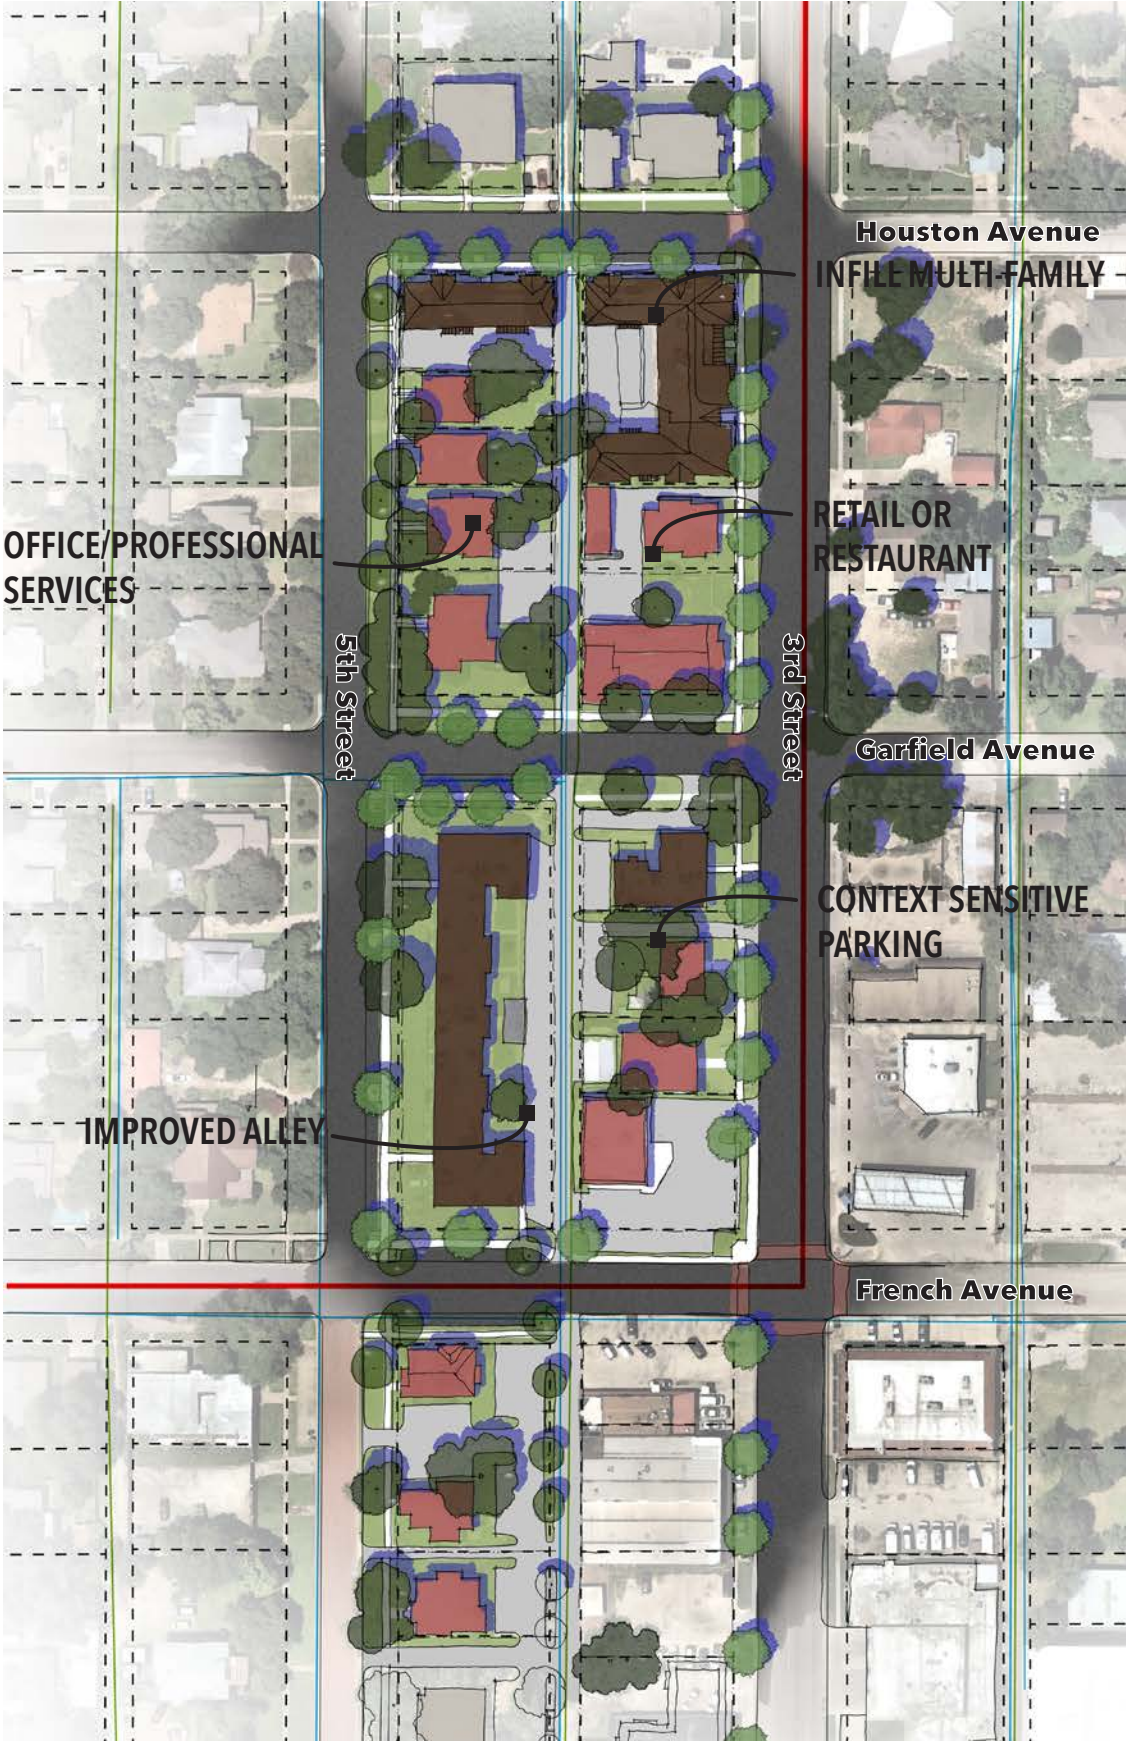 Houston Avenue
INFILL MULTI-FAMILY
RETAIL OR
RESTAURANT
OFFICE/PROFESSIONAL
SERVICES
5th Street
3rd Street
Garfield Avenue
CONTEXT SENSITIVE
PARKING
IMPROVED ALLEY
French Avenue